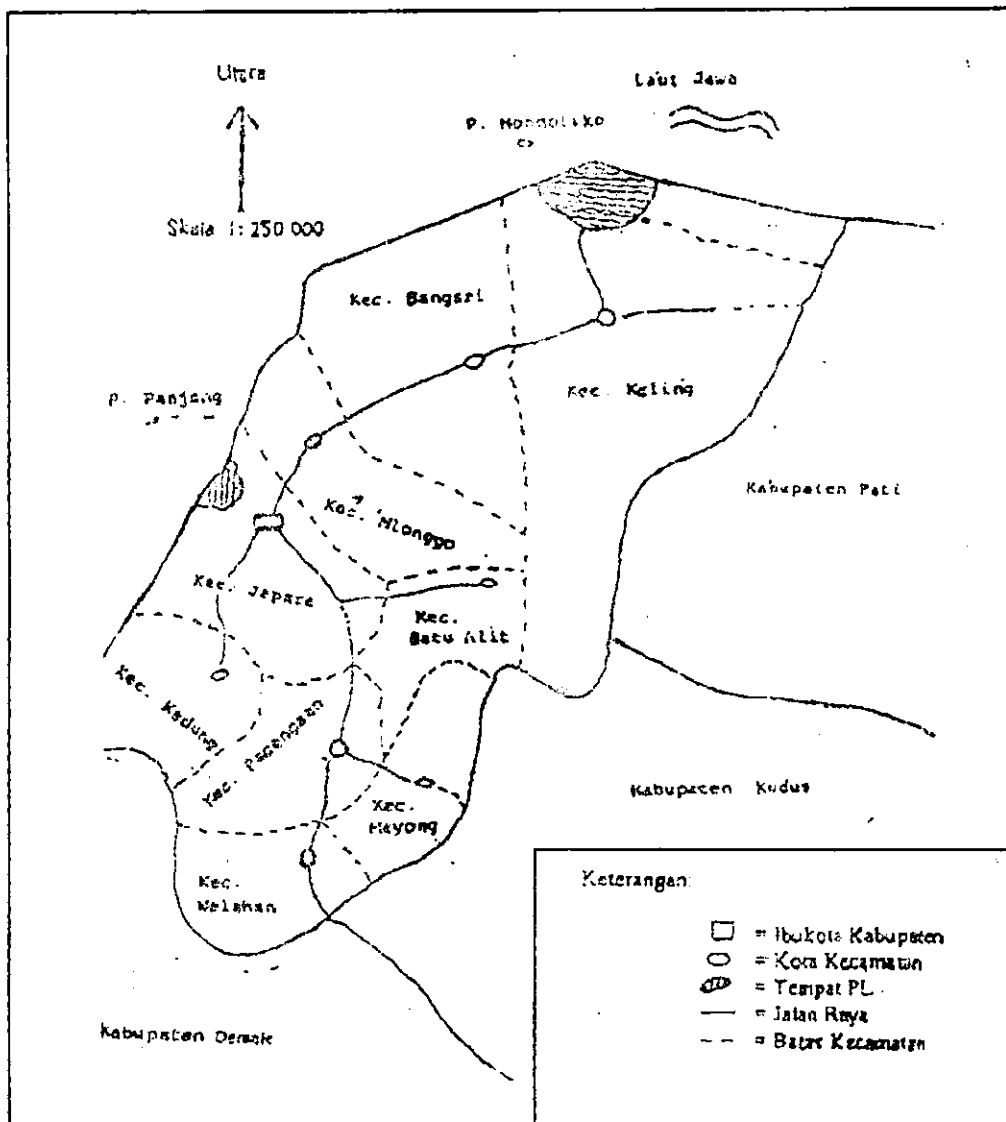 Utara
Laut Jawa
P. Mondoliko
Skala 1: 250 000
Kec. Bangsri
P. Panjang
Kec. Keling
Kabupaten Pati
Kec. Mlonggo
Kec. Jepara
Kec.
Batu Alit
Kec. Kedung
Kec. Pecangaan
Kabupaten Kudus
Kec.
Mayong
Kec.
Welahan
Kabupaten Demak
Keterangan:
= Ibukota Kabupaten
= Kota Kecamatan
= Tempat PL.
= Jalan Raya
= Batas Kecamatan